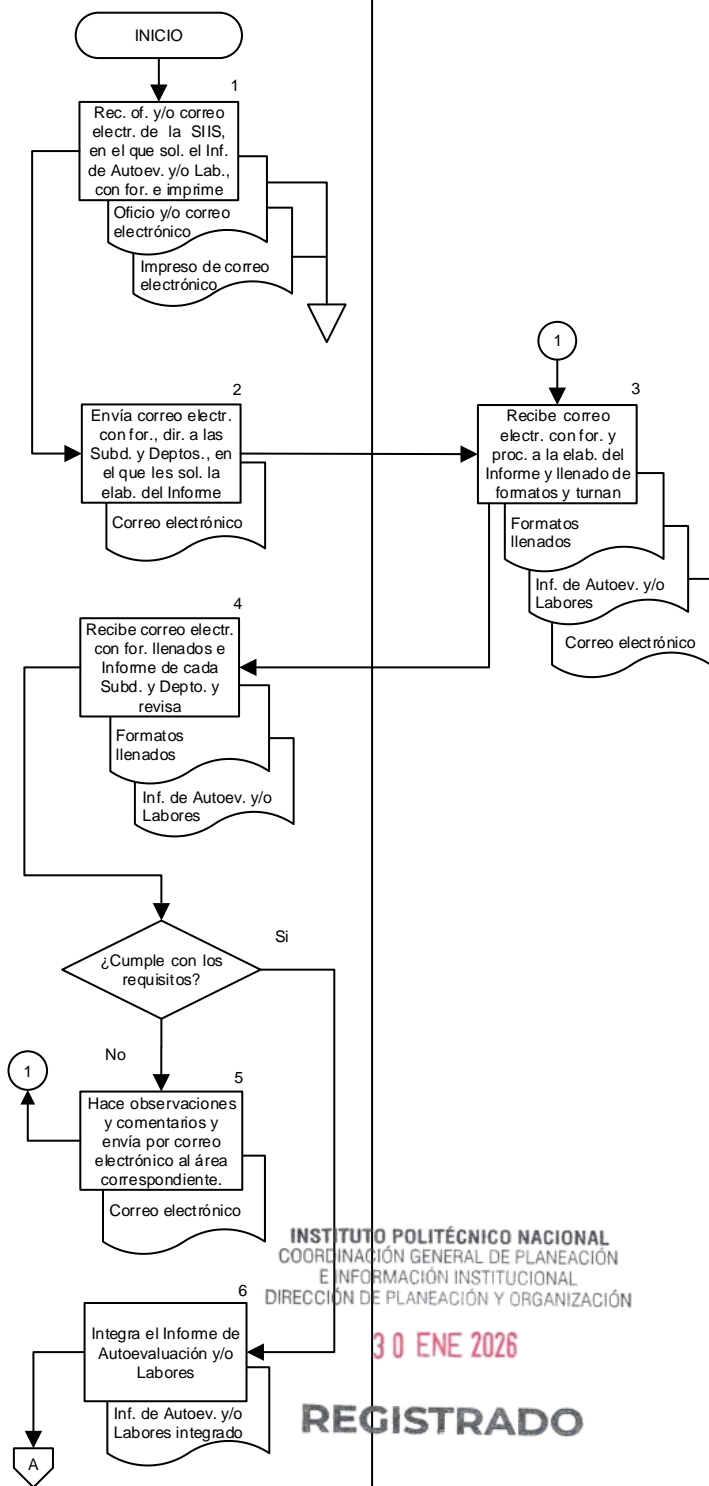 INICIO
1
Rec. of. y/o correo
electr. de la SIIS,
en el que sol. el Inf.
de Autoev. y/o Lab.,
con for. e imprime
Oficio y/o correo
electrónico
Impreso de correo
electrónico
2
Envía correo electr.
con for., dir. a las
Subd. y Deptos., en
el que les sol. la
elab. del Informe
Correo electrónico
1
3
Recibe correo
electr. con for. y
proc. a la elab. del
Informe y llenado de
formatos y turnan
Formatos
llenados
Inf. de Autoev. y/o
Labores
Correo electrónico
4
Recibe correo electr.
con for. llenados e
Informe de cada
Subd. y Depto. y
revisa
Formatos
llenados
Inf. de Autoev. y/o
Labores
¿Cumple con los
requisitos?
Si
No
1
5
Hace observaciones
y comentarios y
envía por correo
electrónico al área
correspondiente.
Correo electrónico
INSTITUTO POLITÉCNICO NACIONAL
COORDINACIÓN GENERAL DE PLANEACIÓN
E INFORMACIÓN INSTITUCIONAL
DIRECCIÓN DE PLANEACIÓN Y ORGANIZACIÓN
30 ENE 2026
REGISTRADO
6
Integra el Informe de
Autoevaluación y/o
Labores
Inf. de Autoev. y/o
Labores integrado
A